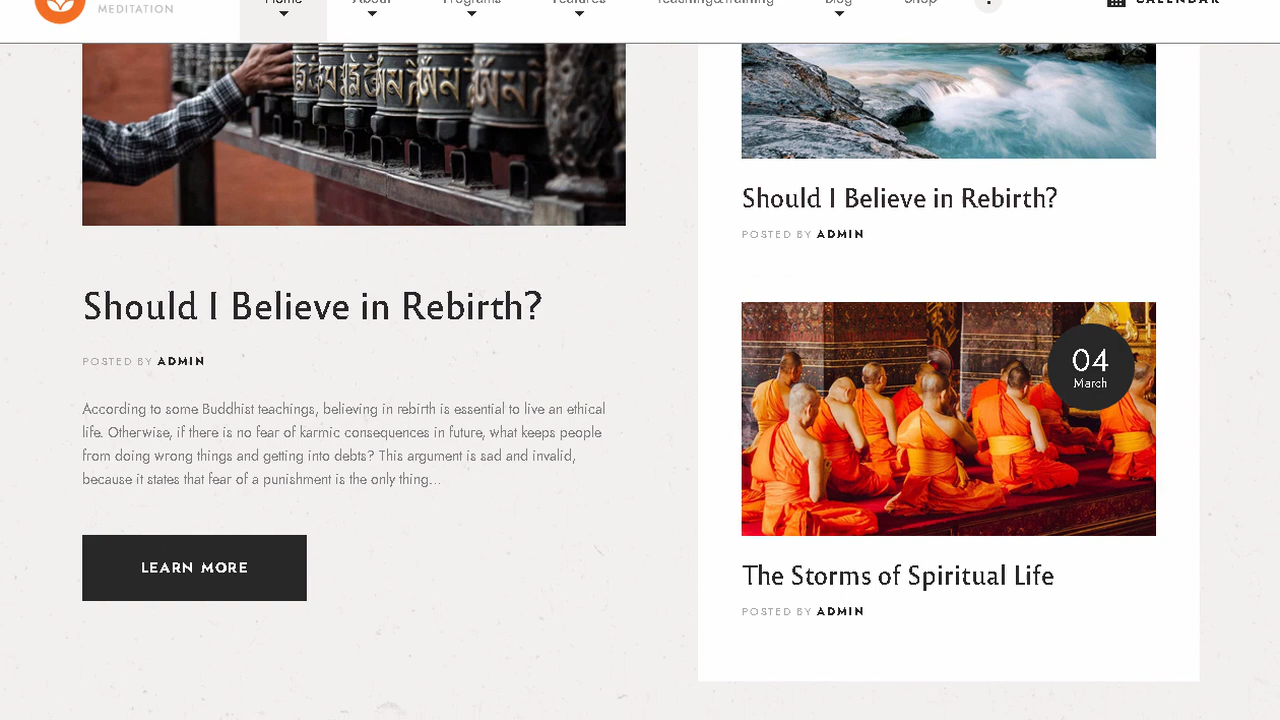 MEDITATION
Home
About
Programs
Features
Teaching&Training
Blog
Shop
CALENDAR
Should I Believe in Rebirth?
POSTED BY ADMIN
According to some Buddhist teachings, believing in rebirth is essential to live an ethical
life. Otherwise, if there is no fear of karmic consequences in future, what keeps people
from doing wrong things and getting into debts? This argument is sad and invalid,
because it states that fear of a punishment is the only thing...
LEARN MORE
Should I Believe in Rebirth?
POSTED BY ADMIN
04
March
The Storms of Spiritual Life
POSTED BY ADMIN